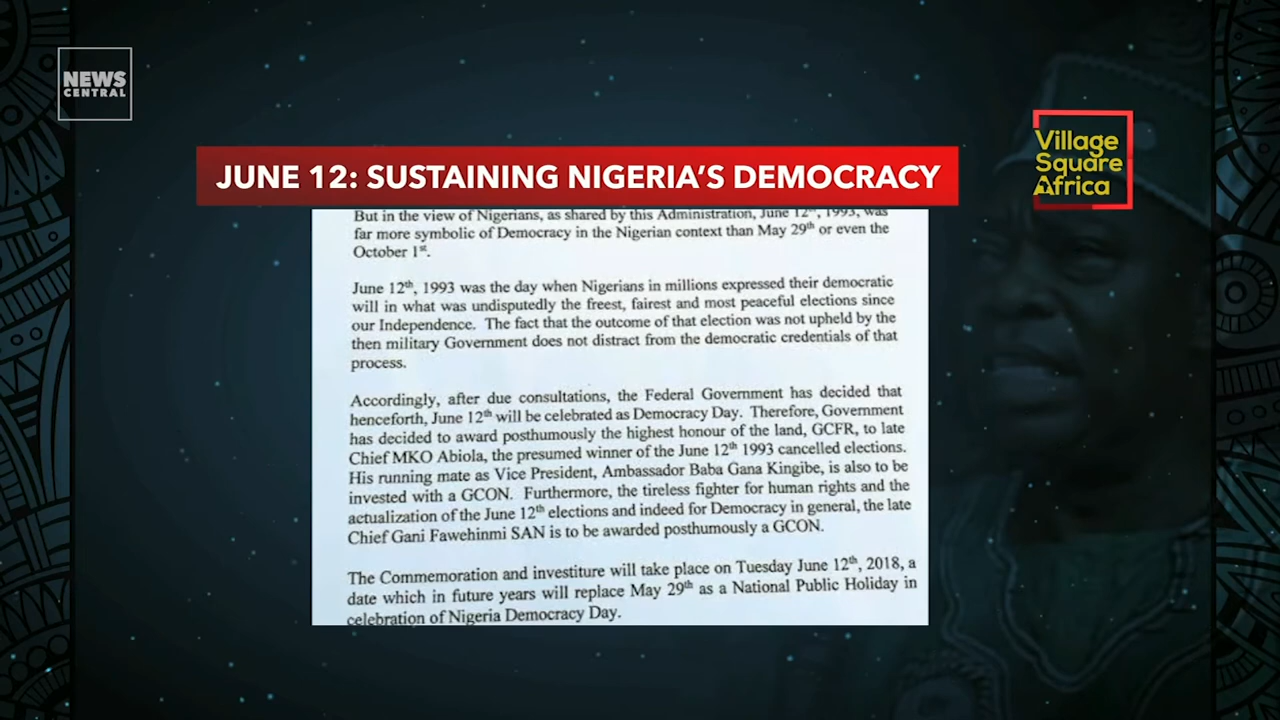 NEWS
CENTRAL
Village
Square
Africa
JUNE 12: SUSTAINING NIGERIA'S DEMOCRACY
But in the view of Nigerians, as shared by this Administration, June 12th, 1993, was
far more symbolic of Democracy in the Nigerian context than May 29th or even the
October 1st.
June 12th, 1993 was the day when Nigerians in millions expressed their democratic
will in what was undisputedly the freest, fairest and most peaceful elections since
our Independence. The fact that the outcome of that election was not upheld by the
then military Government does not distract from the democratic credentials of that
process.
Accordingly, after due consultations, the Federal Government has decided that
henceforth, June 12th will be celebrated as Democracy Day. Therefore, Government
has decided to award posthumously the highest honour of the land, GCFR, to late
Chief MKO Abiola, the presumed winner of the June 12th 1993 cancelled elections.
His running mate as Vice President, Ambassador Baba Gana Kingibe, is also to be
invested with a GCON. Furthermore, the tireless fighter for human rights and the
actualization of the June 12th elections and indeed for Democracy in general, the late
Chief Gani Fawehinmi SAN is to be awarded posthumously a GCON.
The Commemoration and investiture will take place on Tuesday June 12th, 2018, a
date which in future years will replace May 29th as a National Public Holiday in
celebration of Nigeria Democracy Day.